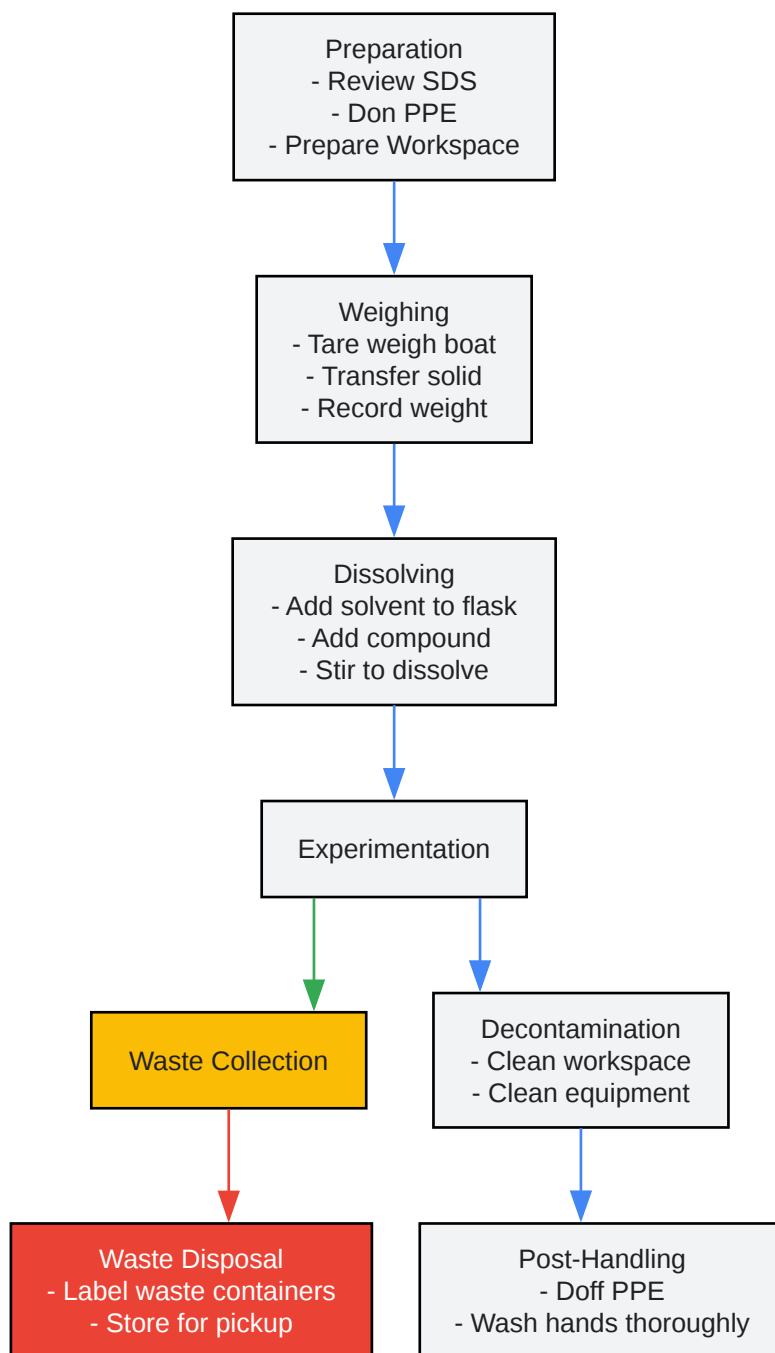 Preparation
- Review SDS
- Don PPE
- Prepare Workspace
Weighing
- Tare weigh boat
- Transfer solid
- Record weight
Dissolving
- Add solvent to flask
- Add compound
- Stir to dissolve
Experimentation
Waste Collection
Decontamination
- Clean workspace
- Clean equipment
Waste Disposal
- Label waste containers
- Store for pickup
Post-Handling
- Doff PPE
- Wash hands thoroughly